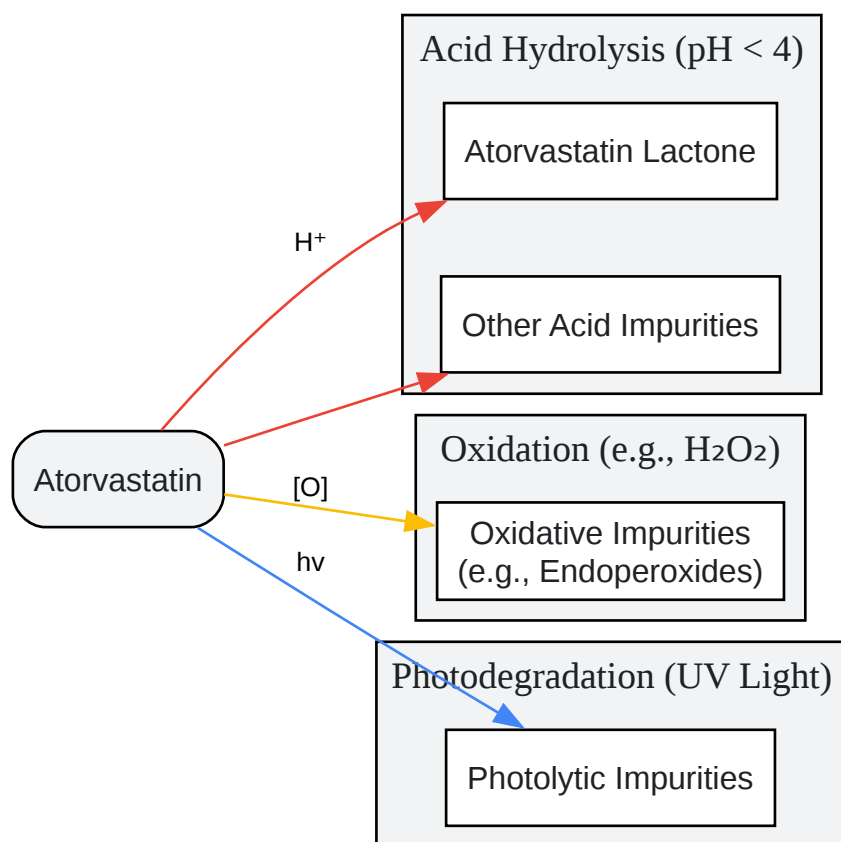 Acid Hydrolysis (pH < 4)
Atorvastatin Lactone
H⁺
Other Acid Impurities
Atorvastatin
Oxidation (e.g., H₂O₂)
[O]
Oxidative Impurities
(e.g., Endoperoxides)
hv
Photodegradation (UV Light)
Photolytic Impurities